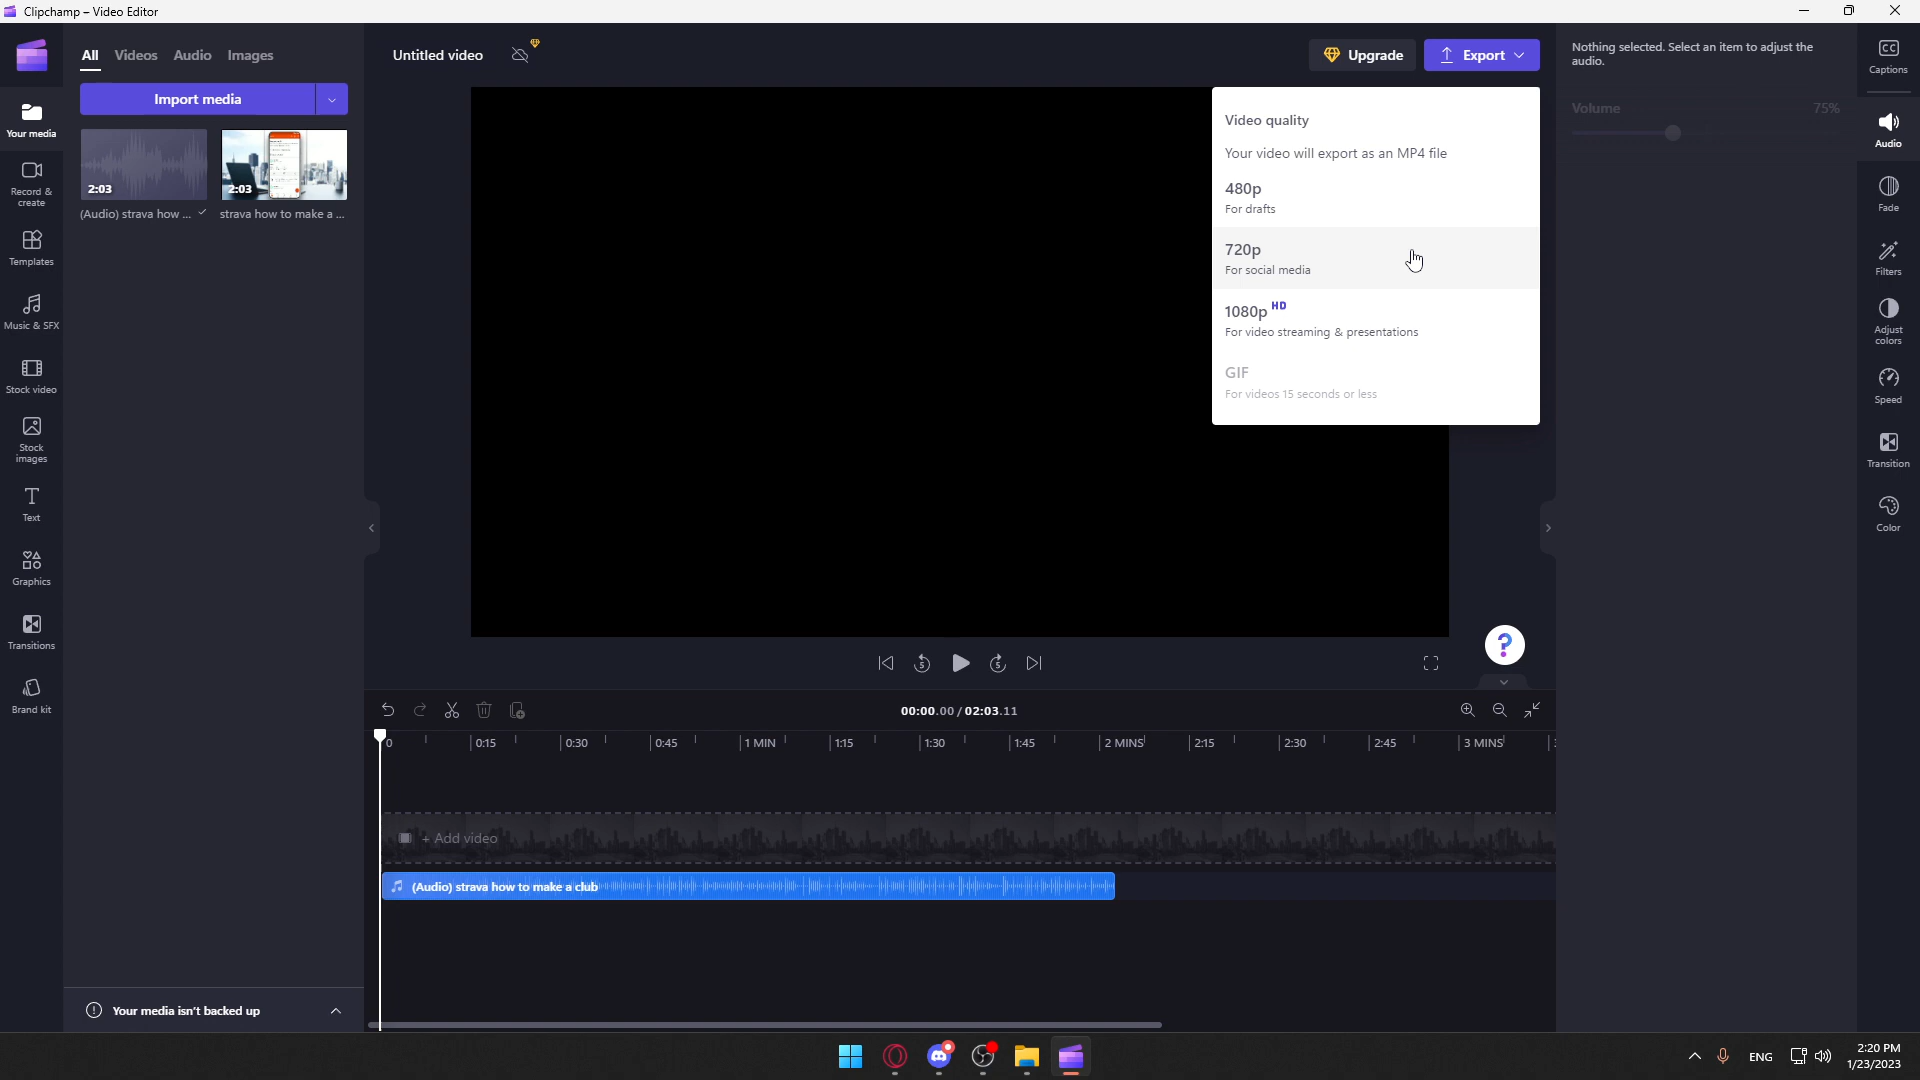 Clipchamp – Video Editor
All Videos Audio Images
Import media
2:03
2:03
(Audio) strava how ...
strava how to make a ...
Your media
Record &
create
Templates
Music & SFX
Stock video
Stock
images
Text
Graphics
Transitions
Brand kit
Your media isn't backed up
Untitled video
Upgrade
Export
Video quality
Your video will export as an MP4 file
480p
For drafts
720p
For social media
1080p HD
For video streaming & presentations
GIF
For videos 15 seconds or less
5
5
?
00:00.00 / 02:03.11
0 0:15 0:30 0:45 1 MIN 1:15 1:30 1:45 2 MINS 2:15 2:30 2:45 3 MINS
+ Add video
(Audio) strava how to make a club
Nothing selected. Select an item to adjust the
audio.
Volume 75%
CC
Captions
Audio
Fade
Filters
Adjust
colors
Speed
Transition
Color
ENG
2:20 PM
1/23/2023